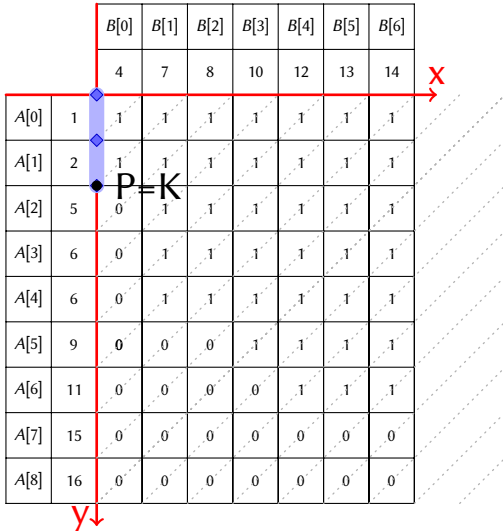 B[0] B[1] B[2] B[3] B[4] B[5] B[6]
4 7 8 10 12 13 14
x
A[0] 1 1 1 1 1 1 1 1
A[1] 2 1 1 1 1 1 1 1
P=K
A[2] 5 0 1 1 1 1 1 1
A[3] 6 0 1 1 1 1 1 1
A[4] 6 0 1 1 1 1 1 1
A[5] 9 0 0 0 1 1 1 1
A[6] 11 0 0 0 0 1 1 1
A[7] 15 0 0 0 0 0 0 0
A[8] 16 0 0 0 0 0 0 0
y